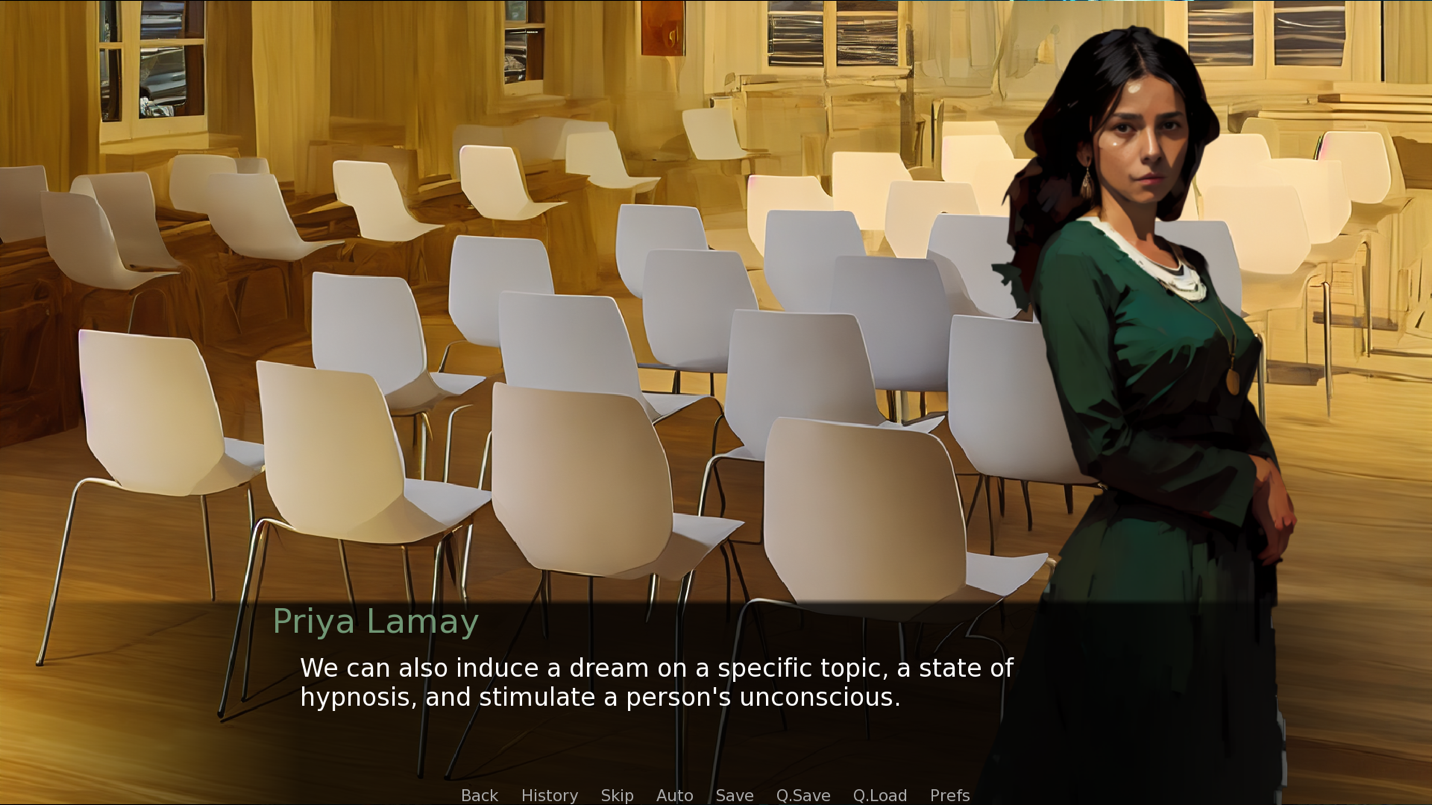 Priya Lamay
We can also induce a dream on a specific topic, a state of
hypnosis, and stimulate a person's unconscious.
Back History Skip Auto Save Q.Save Q.Load Prefs